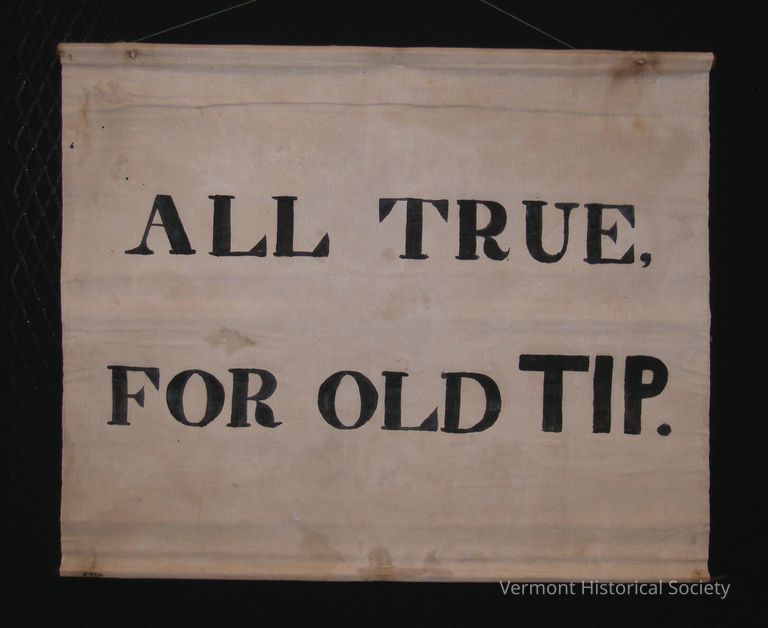 ALL TRUE,
FOR OLD TIP.
Vermont Historical Society